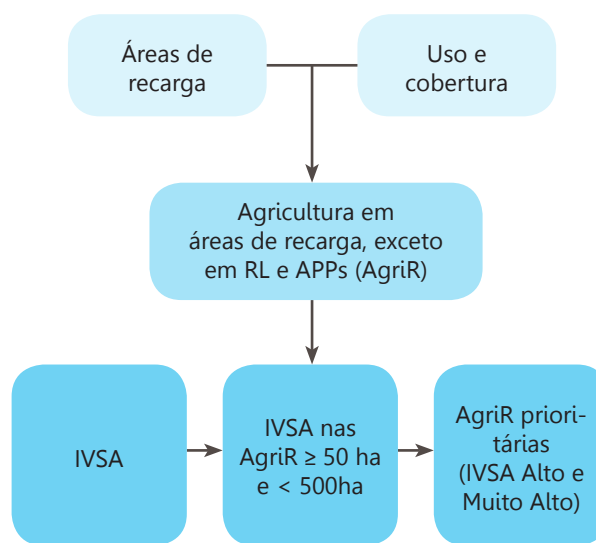 Áreas de
recarga
Uso e
cobertura
Agricultura em
áreas de recarga, exceto
em RL e APPs (AgriR)
IVSA
IVSA nas
AgriR ≥ 50 ha
e < 500ha
AgriR priori-
tárias
(IVSA Alto e
Muito Alto)